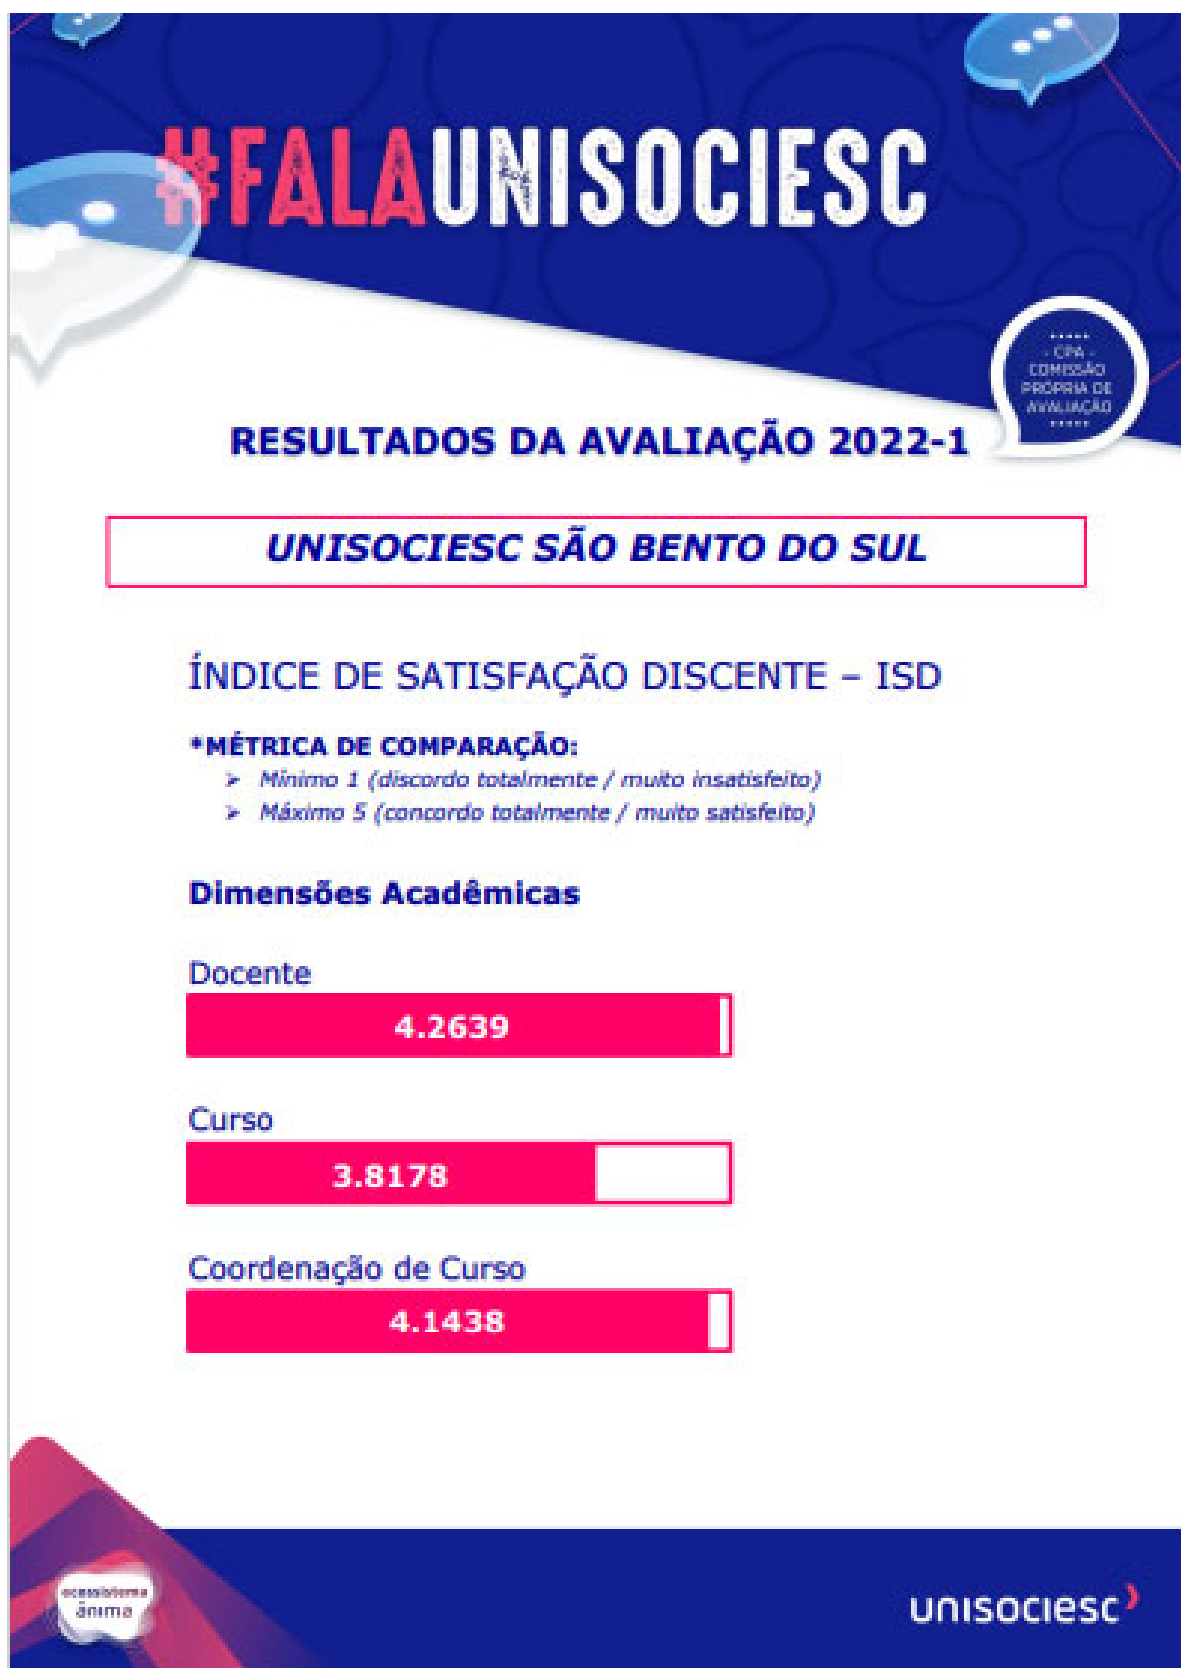 #FALAUNISOCIESC
- CPA -
COMISSÃO
PRÓPRIA DE
AVALIAÇÃO
RESULTADOS DA AVALIAÇÃO 2022-1
UNISOCIESC SÃO BENTO DO SUL
ÍNDICE DE SATISFAÇÃO DISCENTE – ISD
*MÉTRICA DE COMPARAÇÃO:
➢ Mínimo 1 (discordo totalmente / muito insatisfeito)
➢ Máximo 5 (concordo totalmente / muito satisfeito)
Dimensões Acadêmicas
Docente
4.2639
Curso
3.8178
Coordenação de Curso
4.1438
ecossistema
ânima
unisociesc